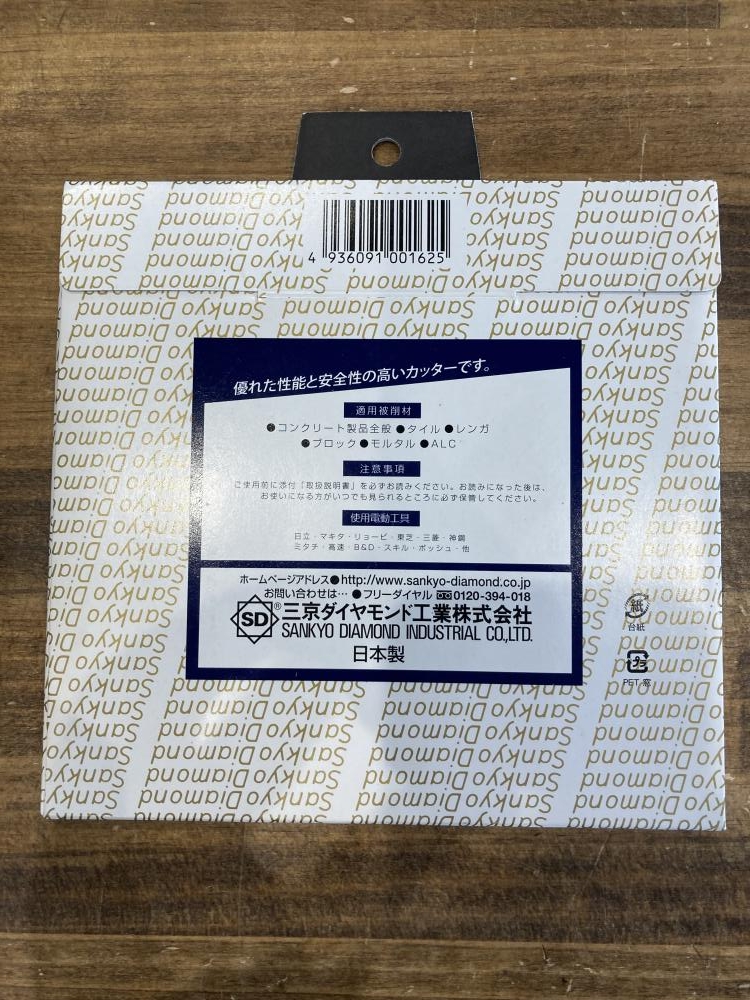 4 936091 001625
優れた性能と安全性の高いカッターです。
適用被削材
●コンクリート製品全般 ●タイル ●レンガ
●ブロック ●モルタル ●ALC
注意事項
ご使用前に添付「取扱説明書」を必ずお読みください。お読みになった後は、
お使いになる方がいつでも見られるところに必ず保管してください。
使用電動工具
日立・マキタ・リョービ・東芝・三菱・神鋼
ミタチ・高速・B&D・スキル・ボッシュ・他
ホームページアドレス●http://www.sankyo-diamond.co.jp
お問い合わせは… ●フリーダイヤル 0120-394-018
SD® 三京ダイヤモンド工業株式会社
SANKYO DIAMOND INDUSTRIAL CO.,LTD.
日本製
紙
台紙
プラ
PET 窓
Sankyo Diamond